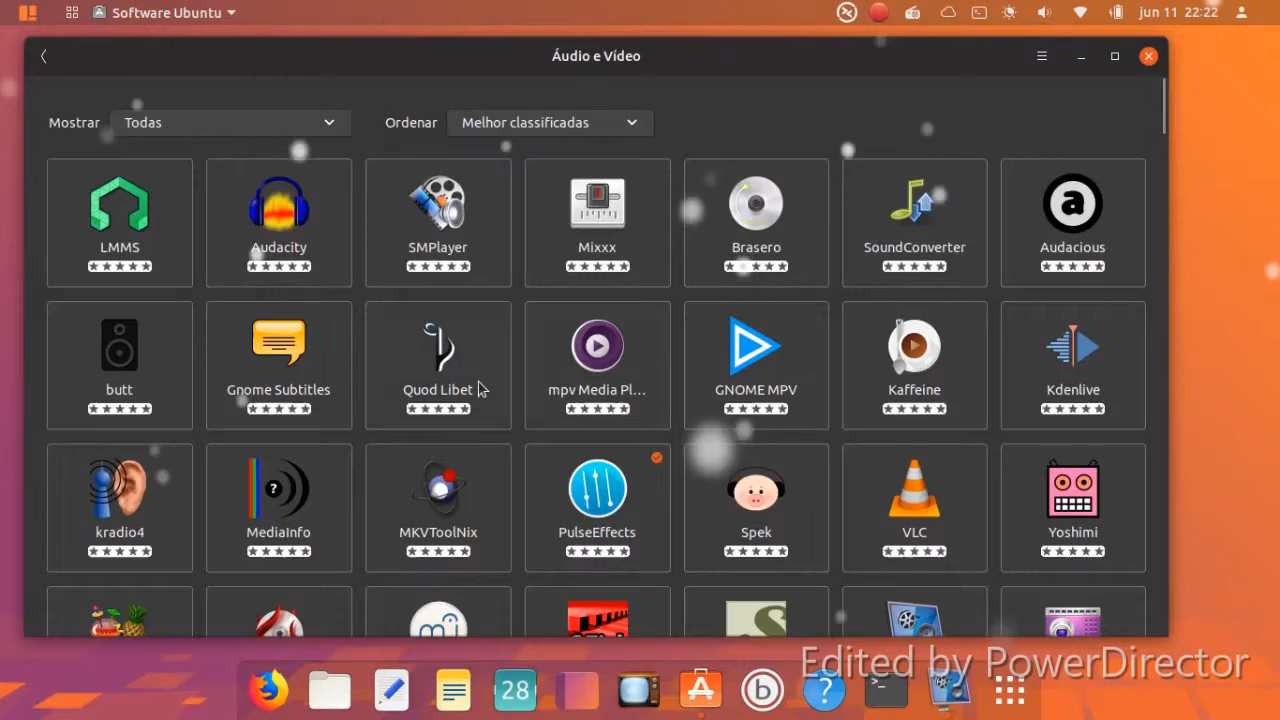 Software Ubuntu
jun 11 22:22
Áudio e Vídeo
Mostrar Todas Ordenar Melhor classificadas
LMMS Audacity SMPlayer Mixxx Brasero SoundConverter Audacious
butt Gnome Subtitles Quod Libet mpv Media Pl... GNOME MPV Kaffeine Kdenlive
kradio4 MediaInfo MKVToolNix PulseEffects Spek VLC Yoshimi
Edited by PowerDirector
28